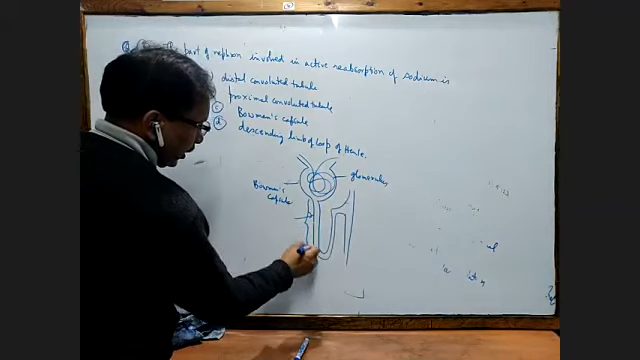 The part of nephron involved in active reabsorption of sodium is
distal convoluted tubule
proximal convoluted tubule
(c) Bowman's capsule
(d) descending limb of loop of Henle.
glomerulus
Bowman's
capsule